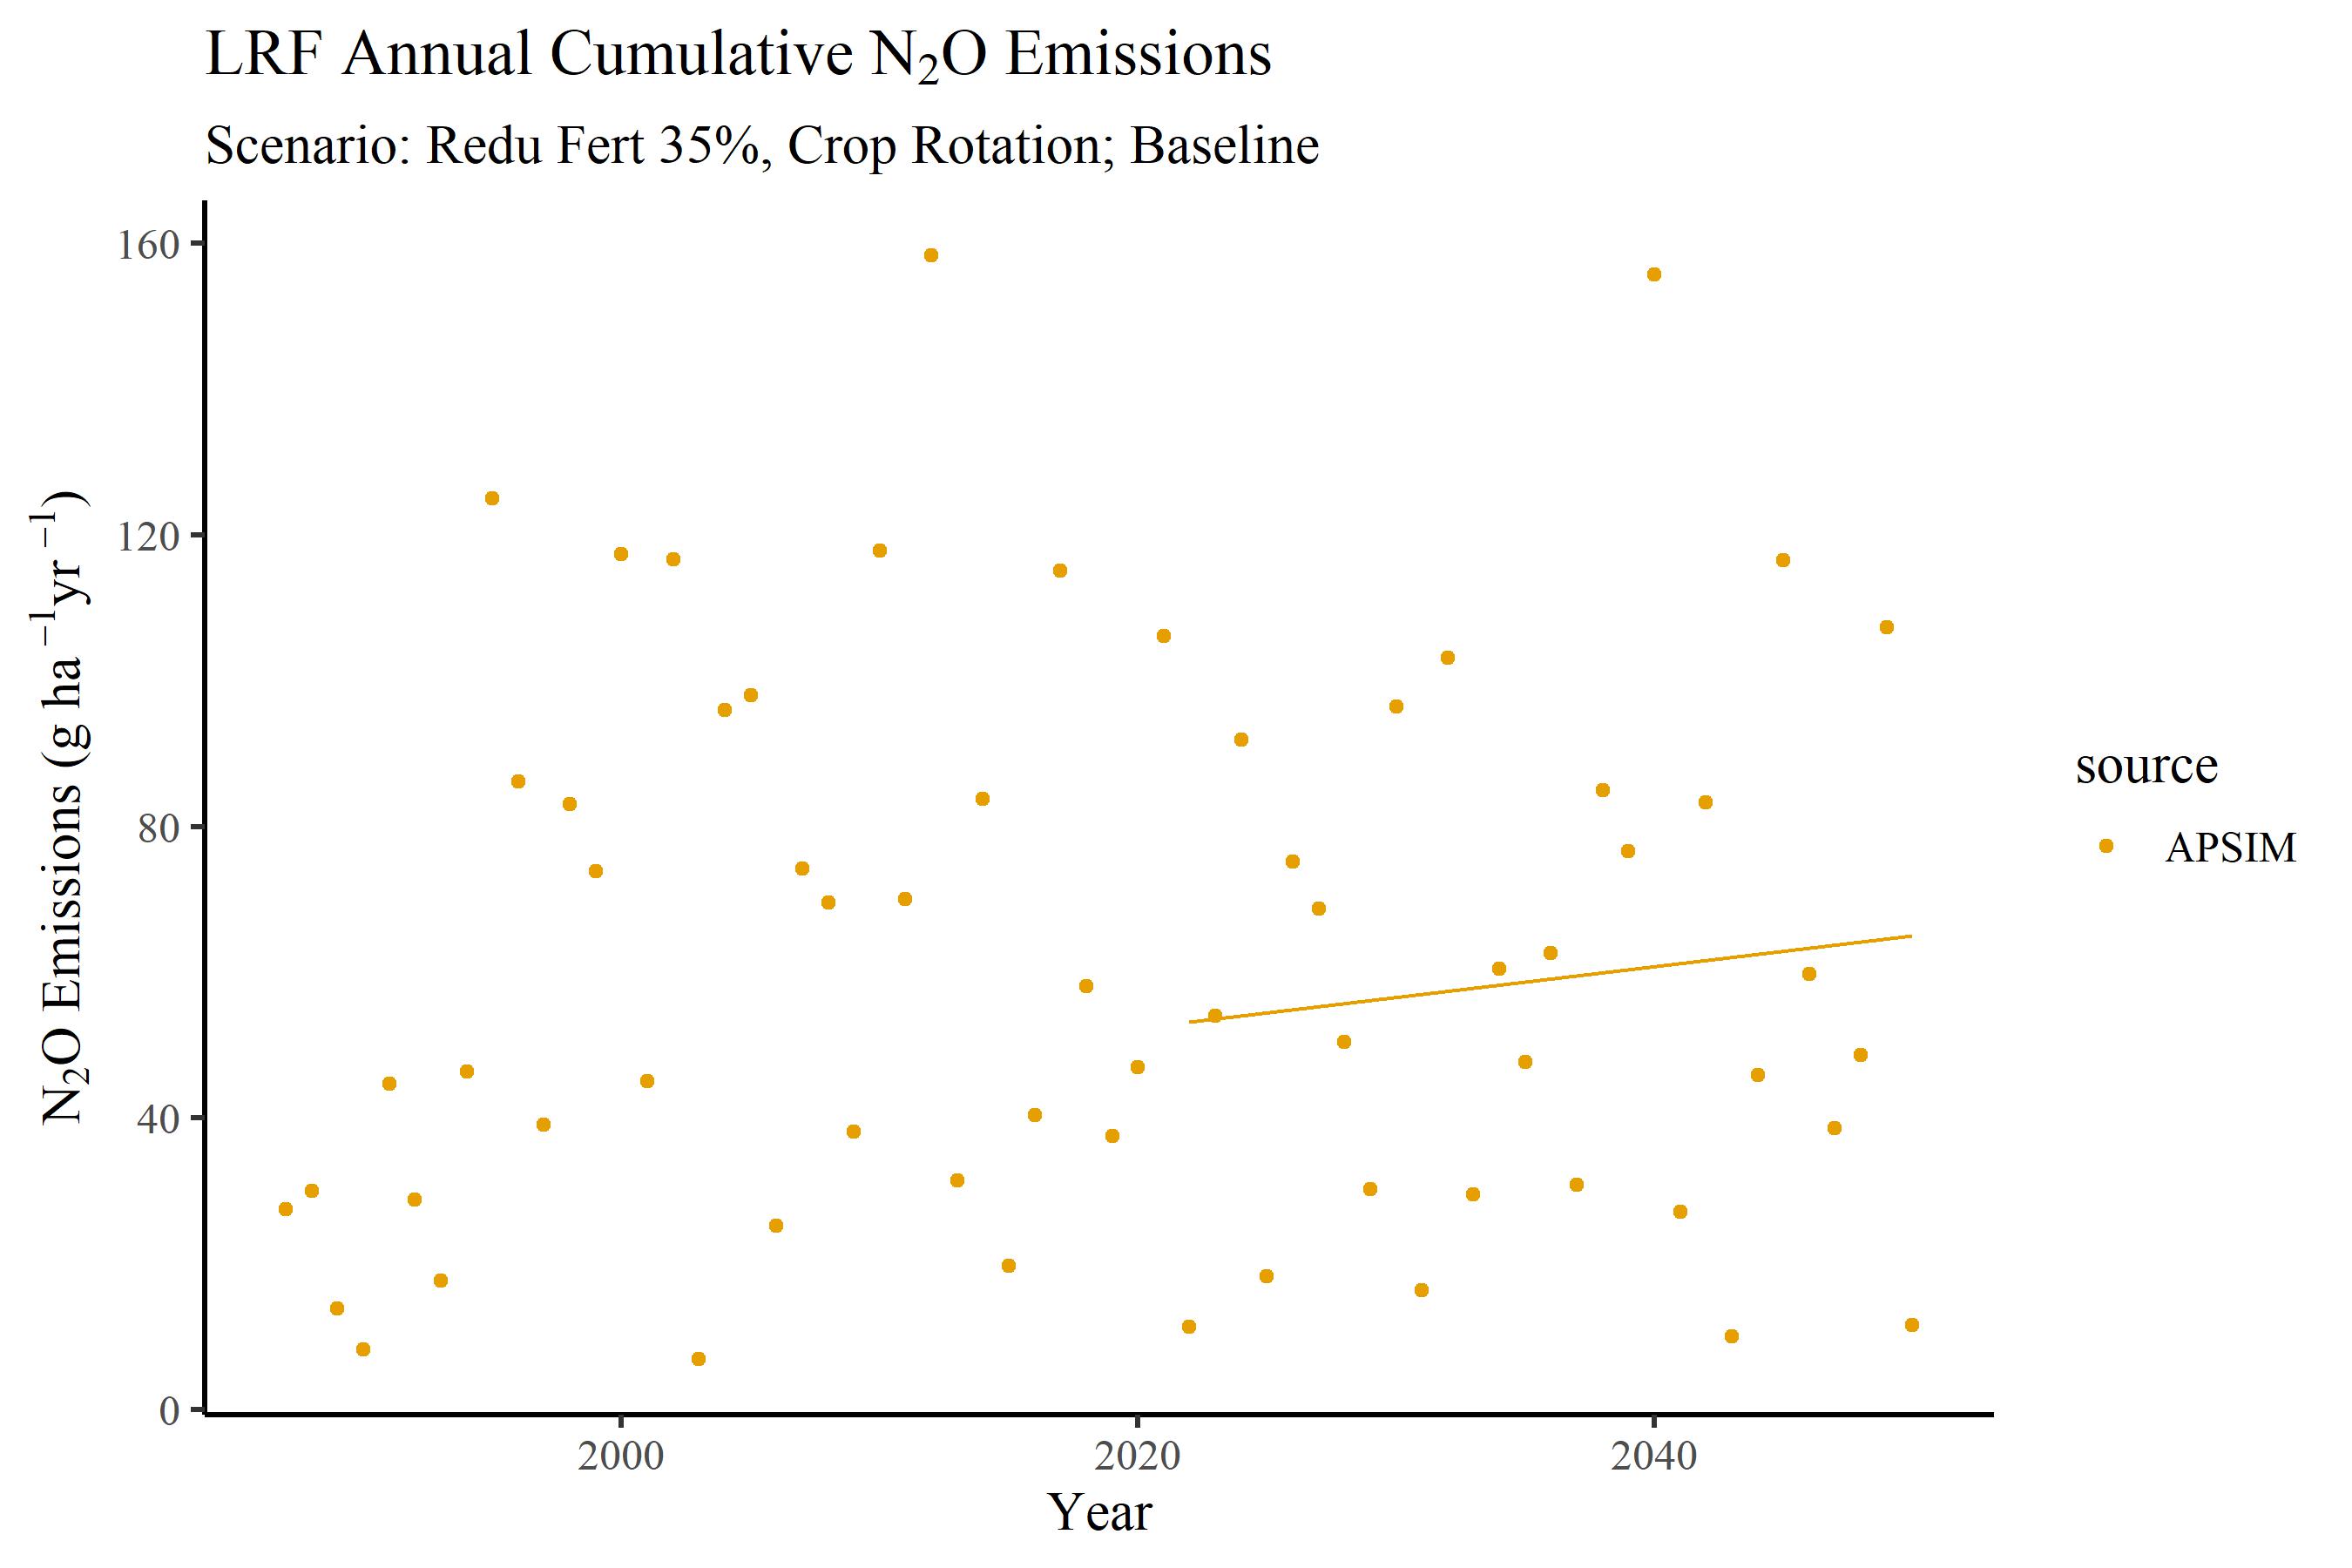 LRF Annual Cumulative N₂O Emissions
Scenario: Redu Fert 35%, Crop Rotation; Baseline
N₂O Emissions (g ha ⁻¹yr ⁻¹)
160
120
80
40
0
2000 2020 2040
Year
source
APSIM